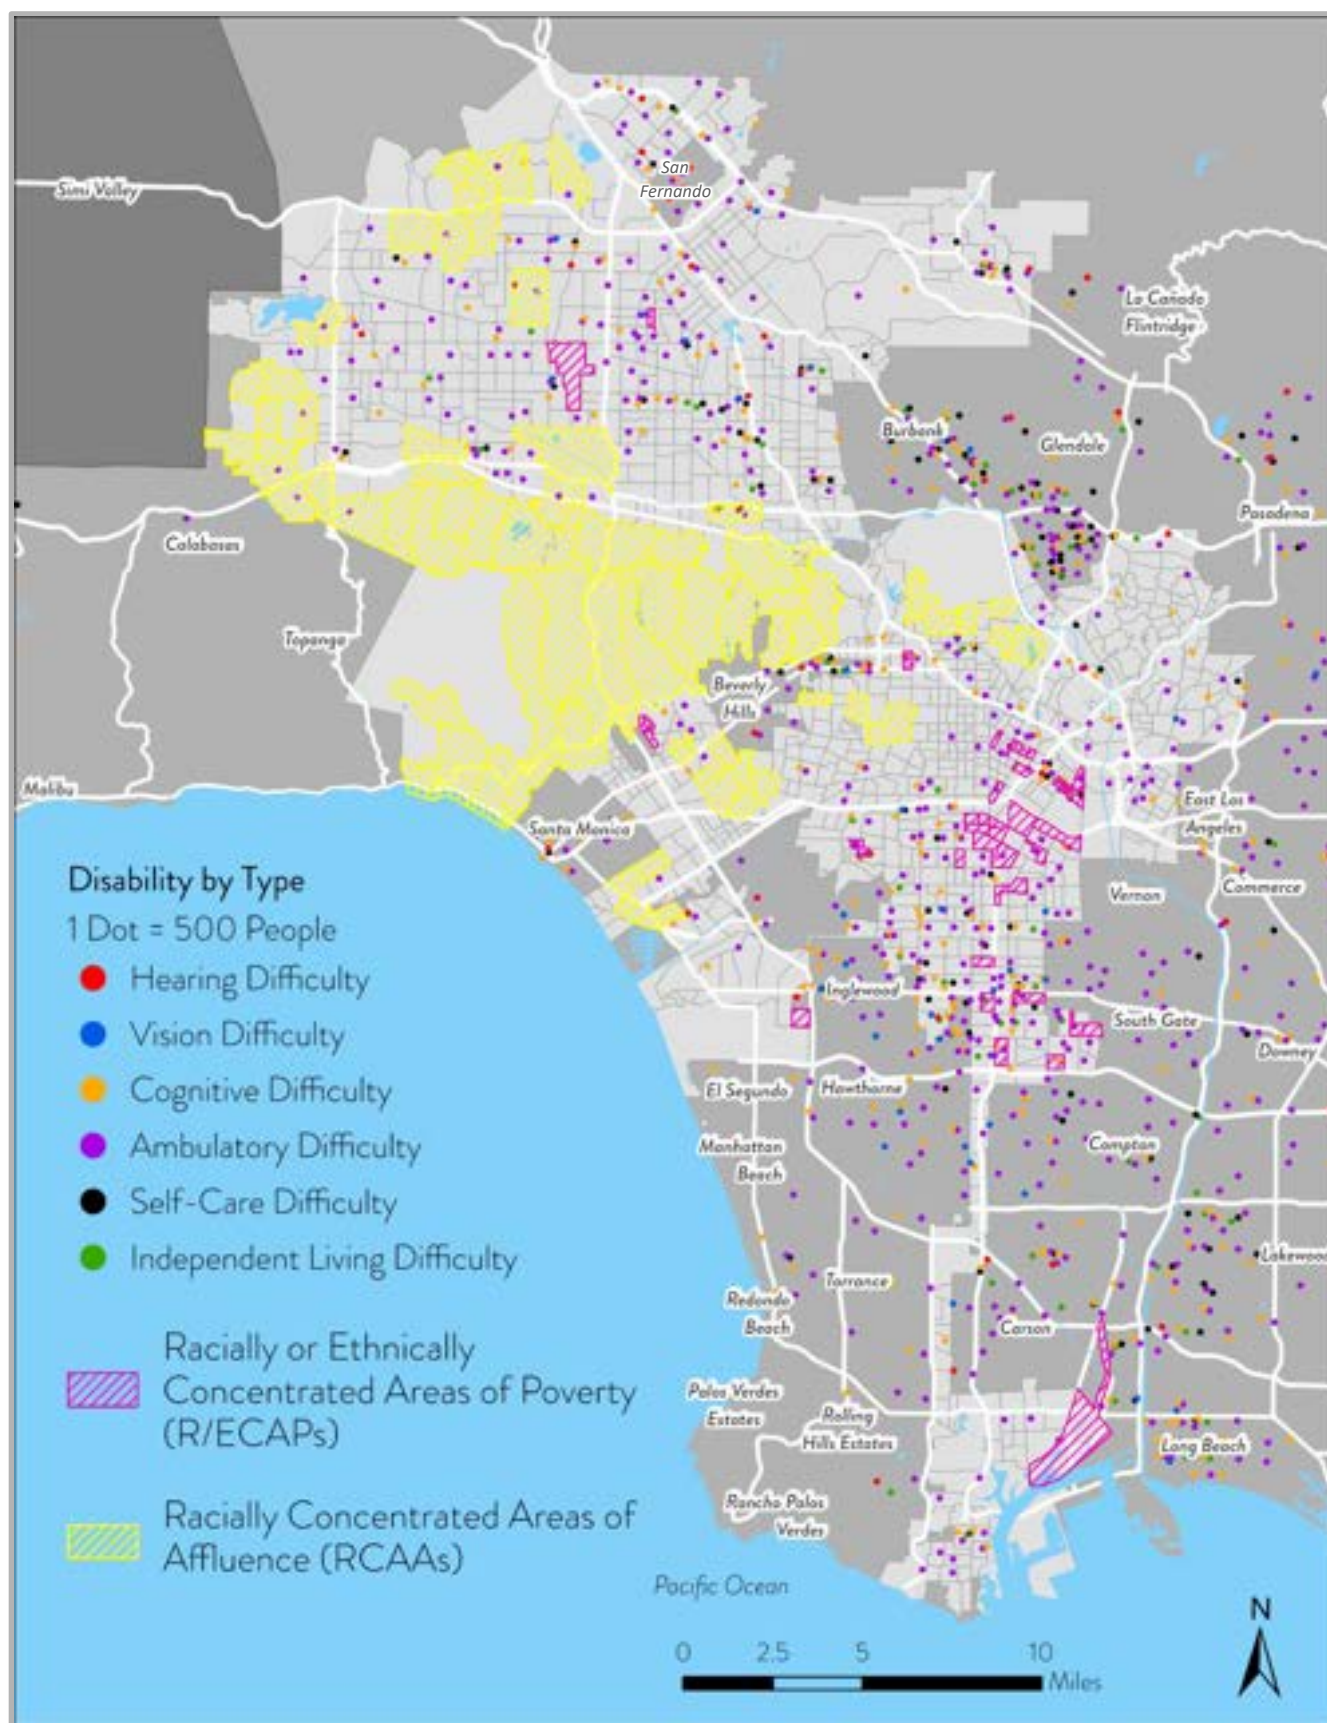 San
Fernando
Simi Valley
La Cañada
Flintridge
Burbank
Glendale
Pasadena
Calabasas
Topanga
Beverly
Hills
Malibu
Santa Monica
East Los
Angeles
Vernon
Commerce
Inglewood
South Gate
Downey
El Segundo
Hawthorne
Manhattan
Beach
Compton
Lakewood
Torrance
Redondo
Beach
Carson
Palos Verdes
Estates
Rolling
Hills Estates
Long Beach
Rancho Palos
Verdes
Pacific Ocean
Disability by Type
1 Dot = 500 People
Hearing Difficulty
Vision Difficulty
Cognitive Difficulty
Ambulatory Difficulty
Self-Care Difficulty
Independent Living Difficulty
Racially or Ethnically
Concentrated Areas of Poverty
(R/ECAPs)
Racially Concentrated Areas of
Affluence (RCAAs)
N
0 2.5 5 10
Miles